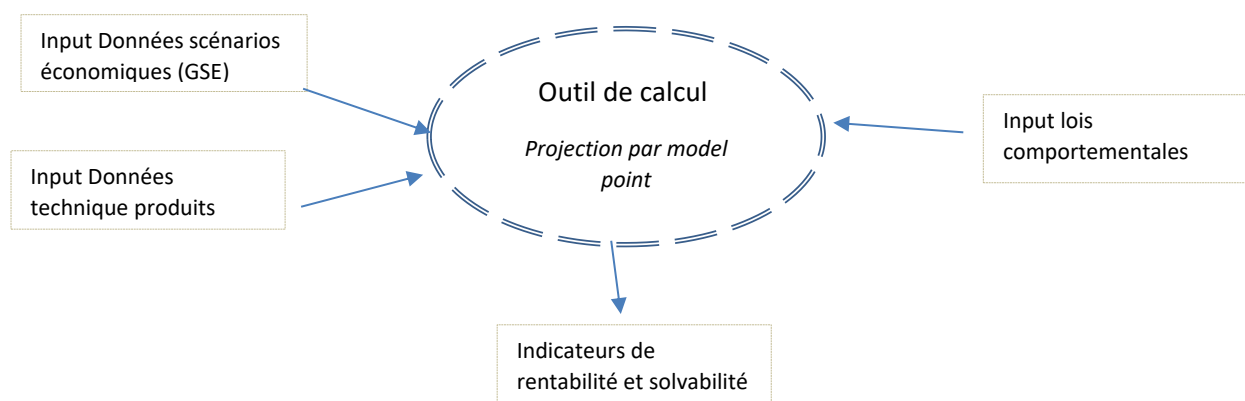 Input Données scénarios
économiques (GSE)
Input Données
technique produits
Outil de calcul
Projection par model
point
Input lois
comportementales
Indicateurs de
rentabilité et solvabilité